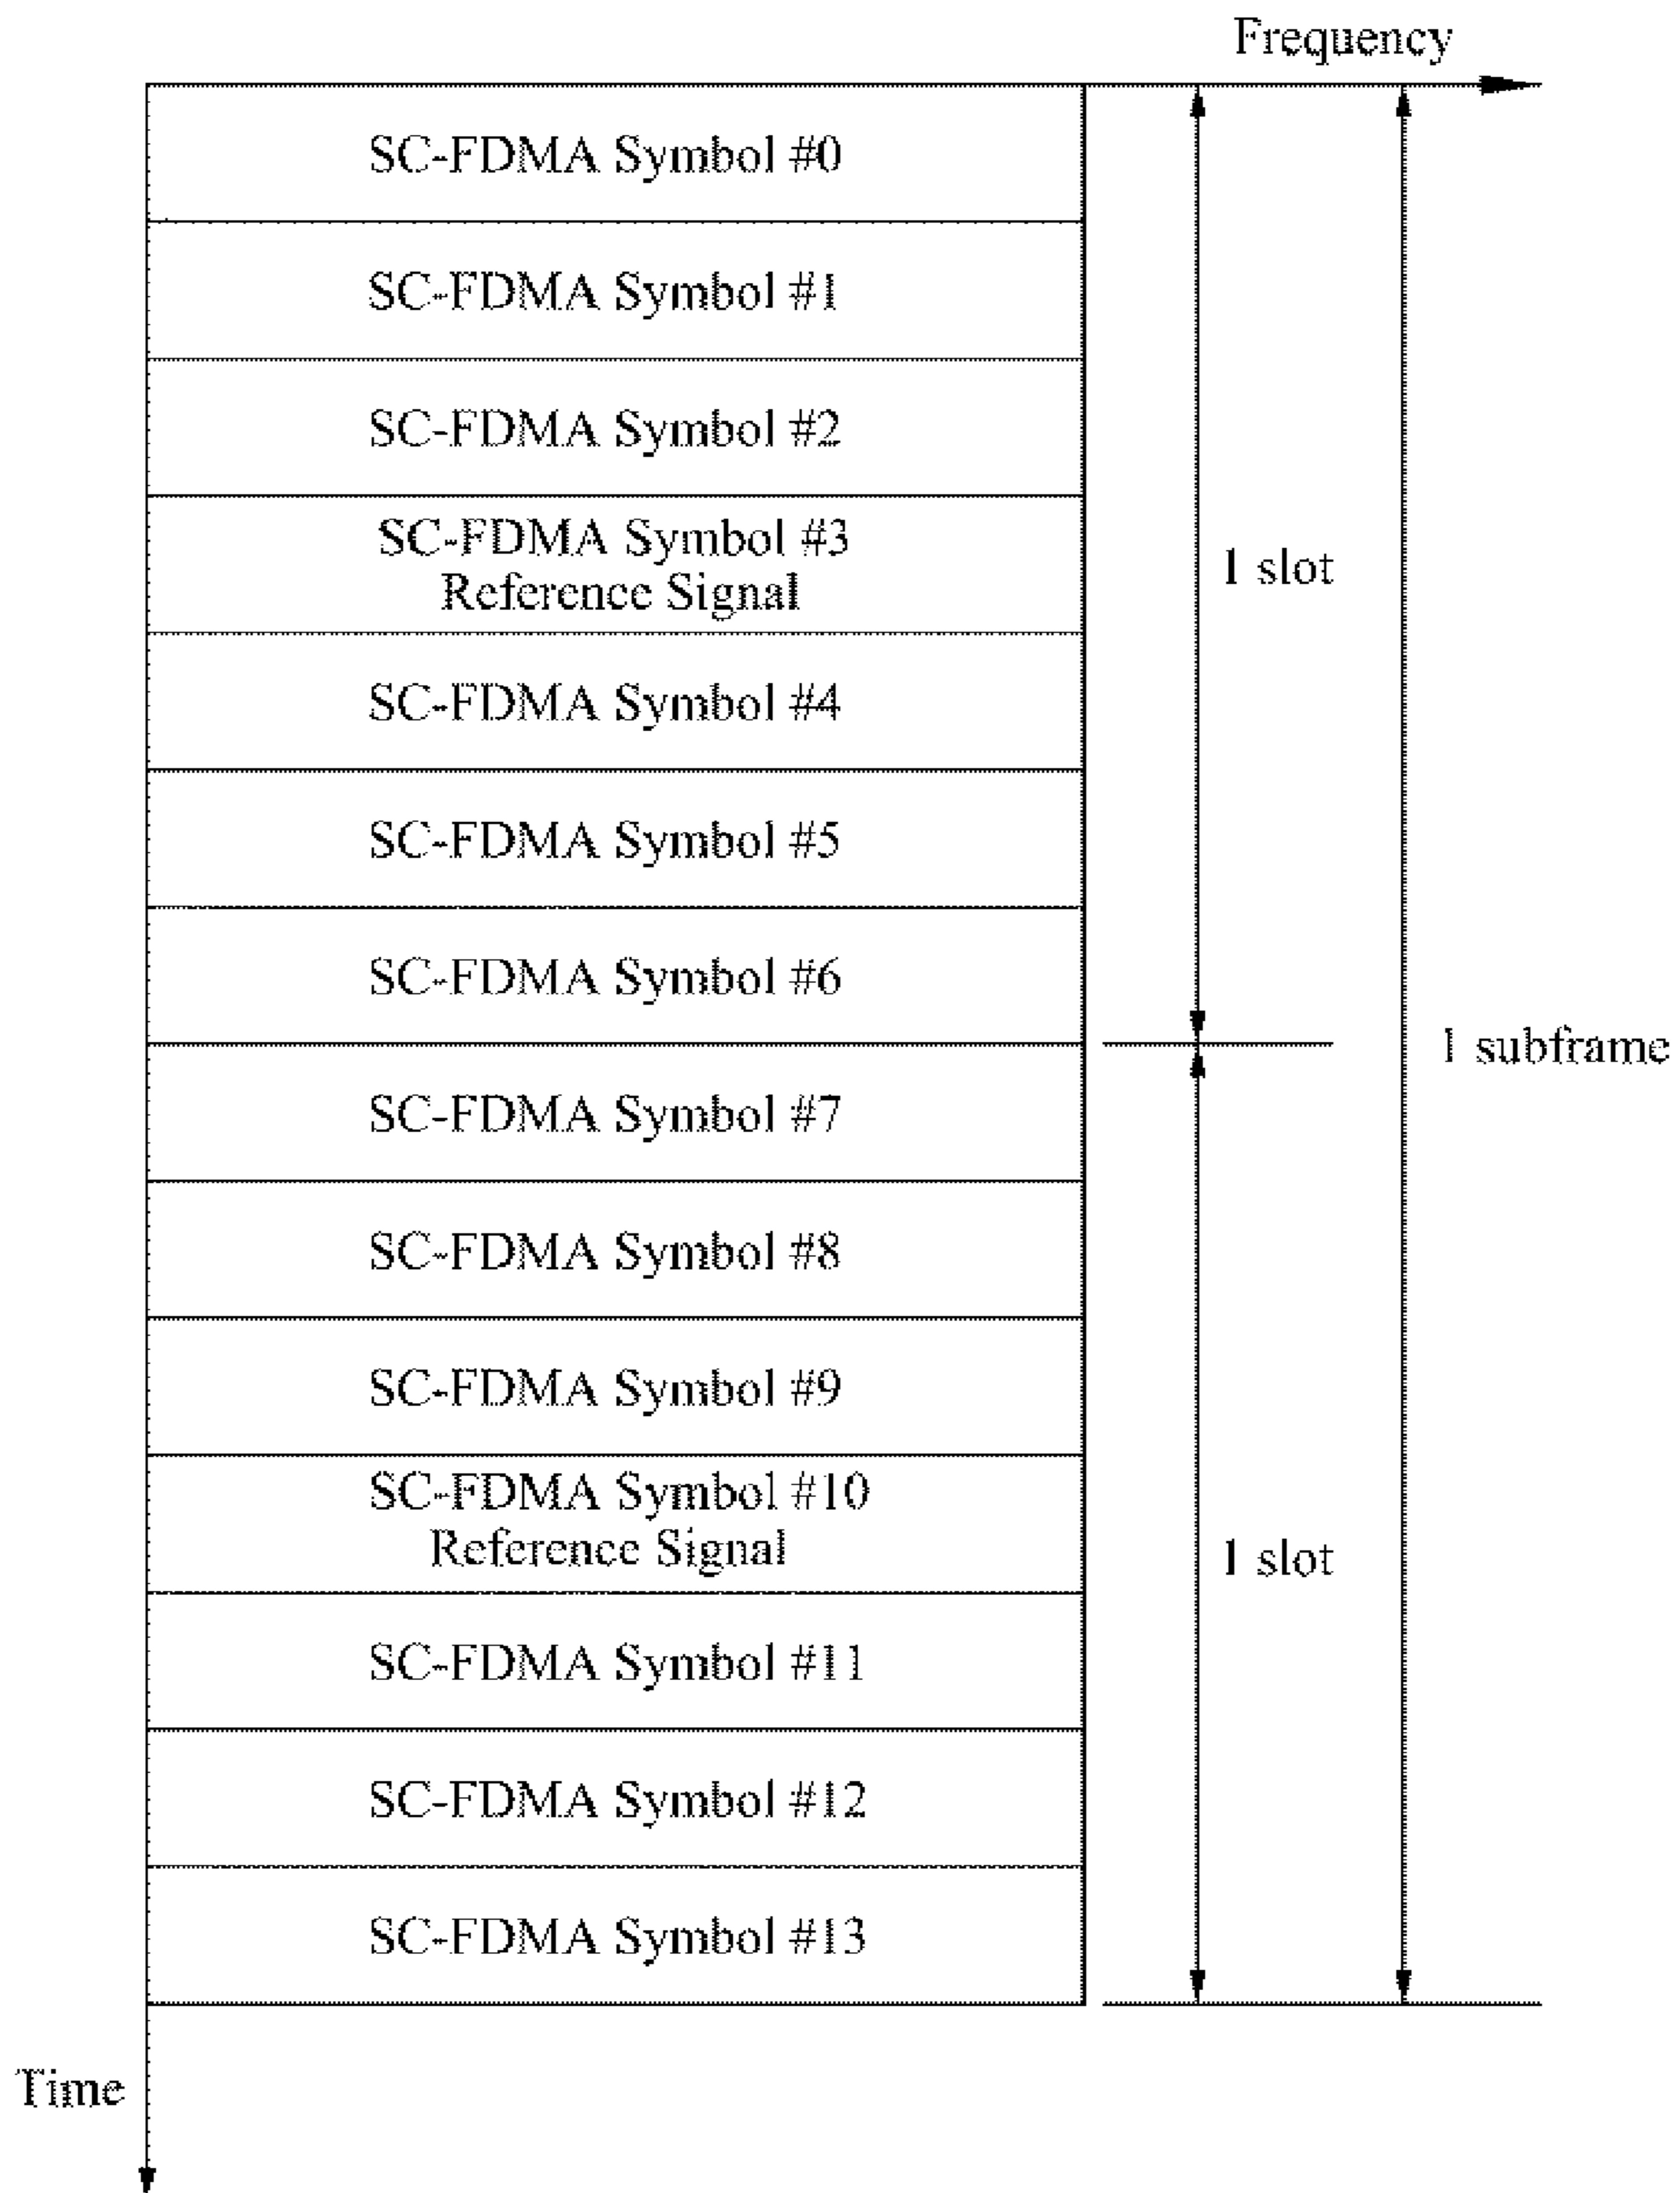 Frequency
SC-FDMA Symbol #0
SC-FDMA Symbol #1
SC-FDMA Symbol #2
SC-FDMA Symbol #3
Reference Signal
1 slot
SC-FDMA Symbol #4
SC-FDMA Symbol #5
SC-FDMA Symbol #6
1 subframe
SC-FDMA Symbol #7
SC-FDMA Symbol #8
SC-FDMA Symbol #9
SC-FDMA Symbol #10
Reference Signal
1 slot
SC-FDMA Symbol #11
SC-FDMA Symbol #12
SC-FDMA Symbol #13
Time